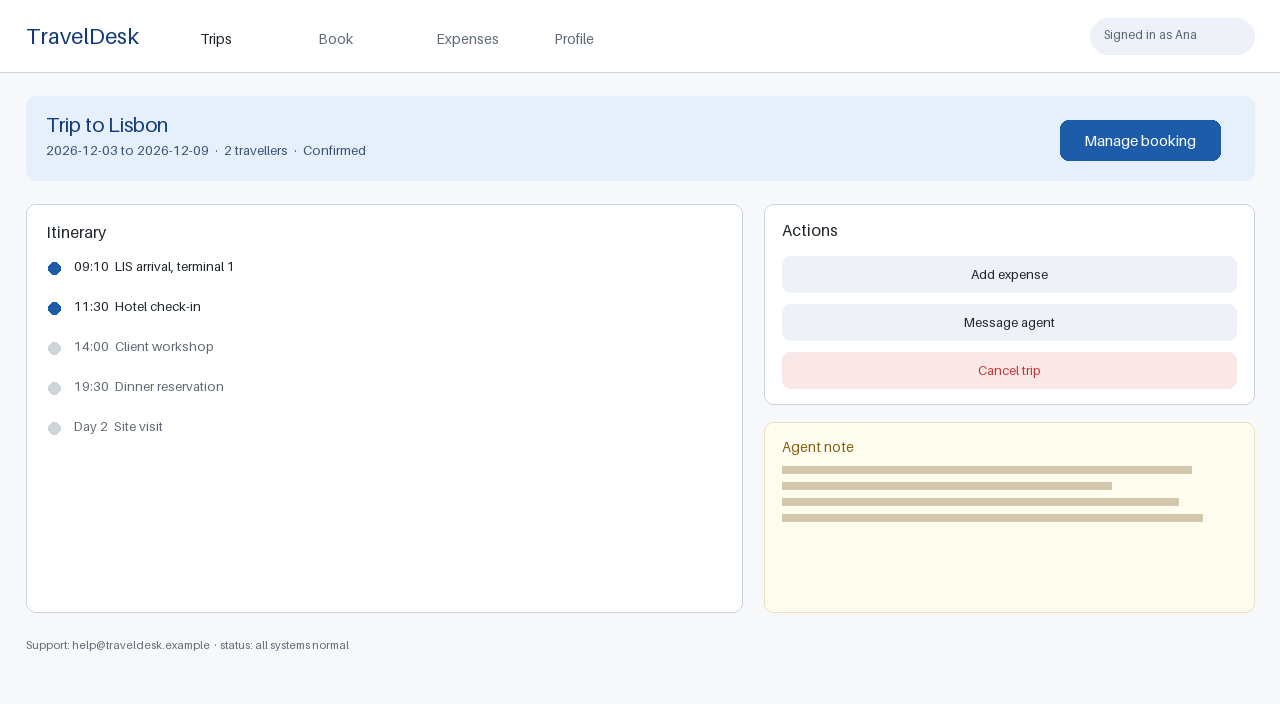 TravelDesk
Trips
Book
Expenses
Profile
Signed in as Ana
Trip to Lisbon
2026-12-03 to 2026-12-09 · 2 travellers · Confirmed
Manage booking
Itinerary
09:10 LIS arrival, terminal 1
11:30 Hotel check-in
14:00 Client workshop
19:30 Dinner reservation
Day 2 Site visit
Actions
Add expense
Message agent
Cancel trip
Agent note
Support: help@traveldesk.example · status: all systems normal